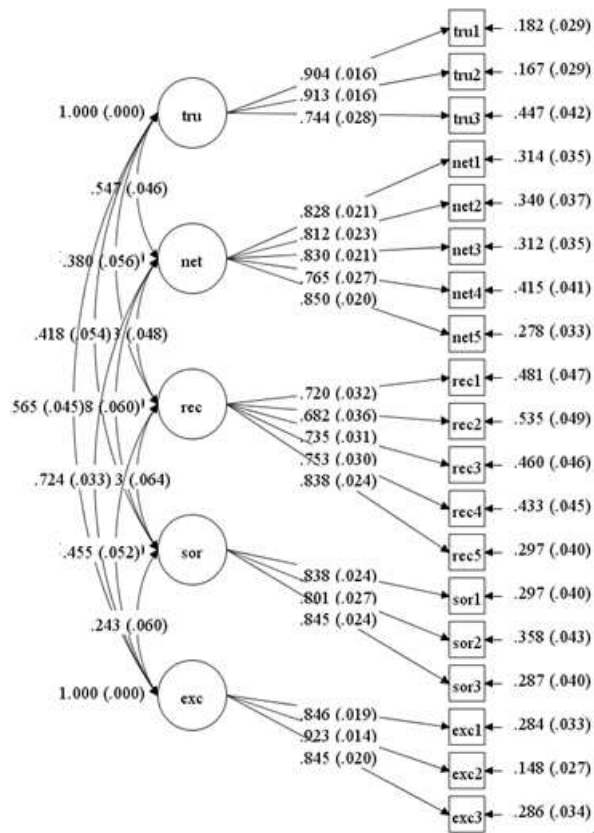 tru1
.182 (.029)
.904 (.016)
tru2
.167 (.029)
.913 (.016)
1.000 (.000)
tru
.744 (.028)
tru3
.447 (.042)
net1
.314 (.035)
.547 (.046)
.828 (.021)
net2
.340 (.037)
.812 (.023)
.380 (.056)
net
.830 (.021)
net3
.312 (.035)
.765 (.027)
net4
.415 (.041)
.850 (.020)
.418 (.054)
(.048)
net5
.278 (.033)
rec1
.481 (.047)
.720 (.032)
.565 (.045)
(.060)
rec
.682 (.036)
rec2
.535 (.049)
.735 (.031)
rec3
.460 (.046)
.753 (.030)
.724 (.033)
(.064)
.838 (.024)
rec4
.433 (.045)
.455 (.052)
sor
rec5
.297 (.040)
.838 (.024)
sor1
.297 (.040)
.801 (.027)
.243 (.060)
.845 (.024)
sor2
.358 (.043)
sor3
.287 (.040)
1.000 (.000)
exc
.846 (.019)
exc1
.284 (.033)
.923 (.014)
exc2
.148 (.027)
.845 (.020)
exc3
.286 (.034)